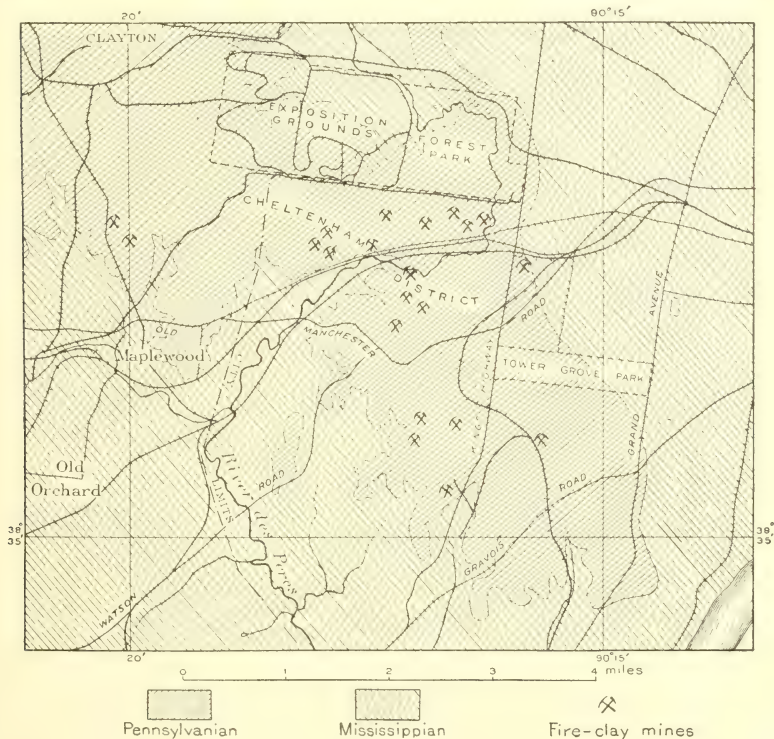 20'
90°15'
CLAYTON
EXPOSITION
GROUNDS
FOREST
PARK
CHELTENHAM
DISTRICT
OLD
MANCHESTER
ROAD
Maplewood
KING'S
HIGHWAY
GRAND
AVENUE
TOWER GROVE PARK
Old
Orchard
CITY
LIMITS
River des Peres
WATSON
ROAD
GRAVOIS
ROAD
38°
35'
38°
35'
20'
90°15'
0 1 2 3 4 miles
Pennsylvanian
Mississippian
Fire-clay mines